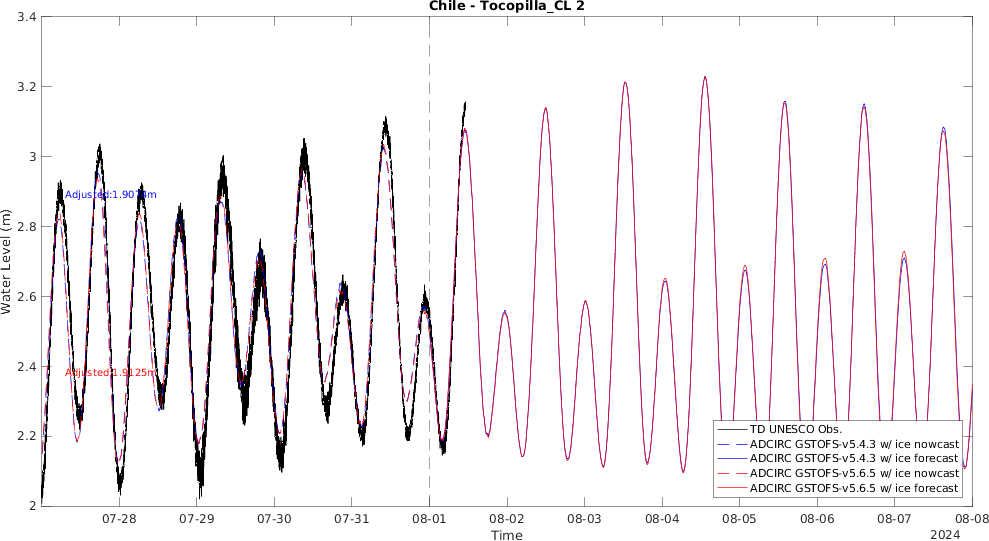 Chile - Tocopilla_CL 2
3.4
3.2
3
2.8
2.6
2.4
2.2
2
Water Level (m)
Adjusted:1.9074m
Adjusted:1.9125m
TD UNESCO Obs.
ADCIRC GSTOFS-v5.4.3 w/ ice nowcast
ADCIRC GSTOFS-v5.4.3 w/ ice forecast
ADCIRC GSTOFS-v5.6.5 w/ ice nowcast
ADCIRC GSTOFS-v5.6.5 w/ ice forecast
07-28 07-29 07-30 07-31 08-01 08-02 08-03 08-04 08-05 08-06 08-07 08-08
Time
2024